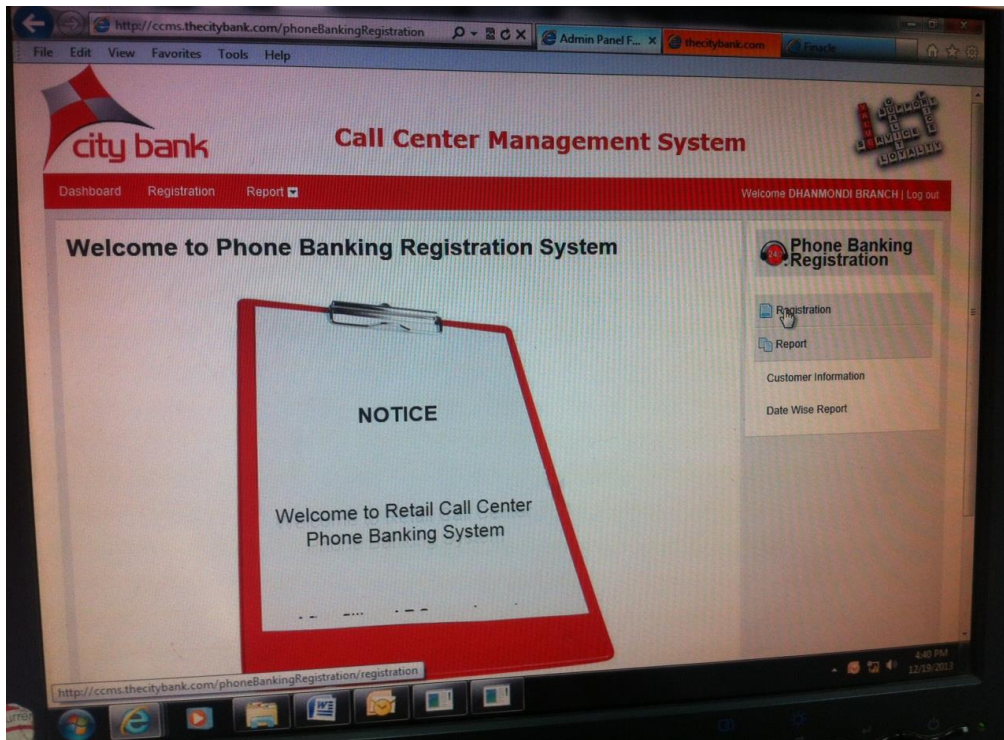 http://ccms.thecitybank.com/phoneBankingRegistration
Admin Panel F...
thecitybank.com
Finacle
File Edit View Favorites Tools Help
city bank
Call Center Management System
SERVICE
LOYALTY
Dashboard Registration Report
Welcome DHANMONDI BRANCH | Log out
Welcome to Phone Banking Registration System
Phone Banking
Registration
Registration
Report
Customer Information
Date Wise Report
NOTICE
Welcome to Retail Call Center
Phone Banking System
http://ccms.thecitybank.com/phoneBankingRegistration/registration
4:40 PM
12/19/2013